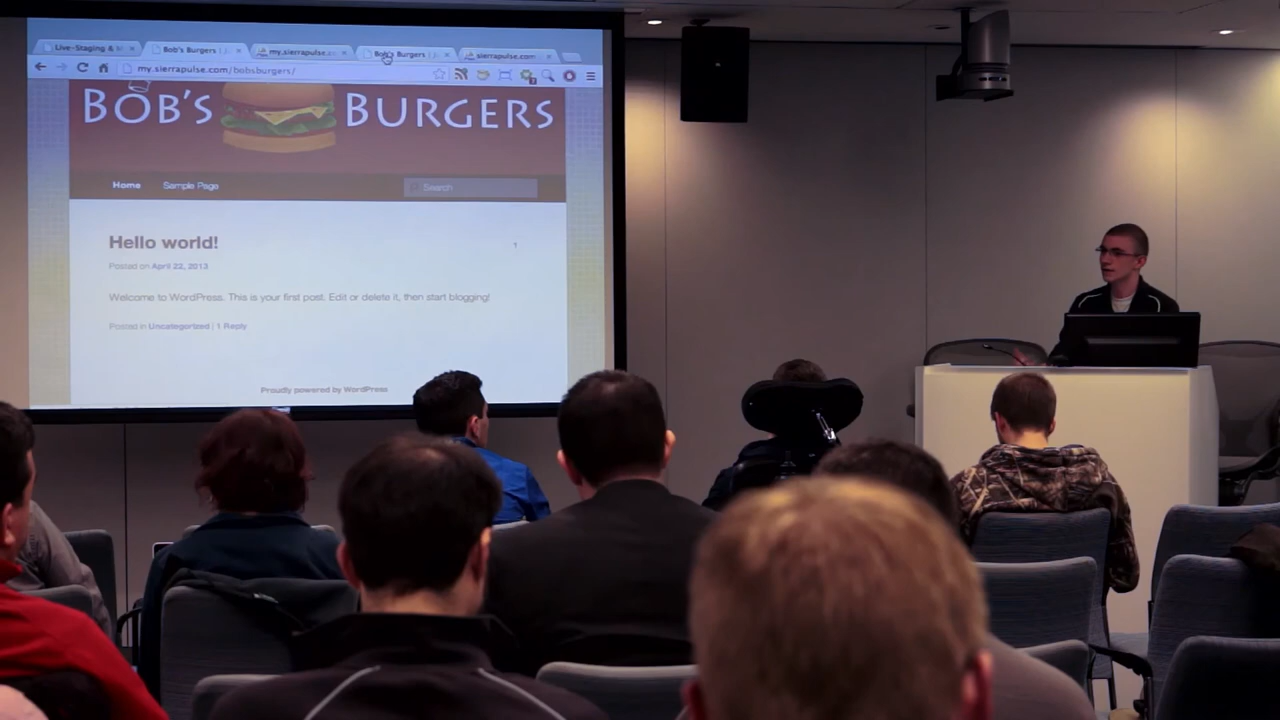 Live-Staging &
Bob's Burgers |
my.sierrapulse.com
Bob's Burgers |
sierrapulse.com
my.sierrapulse.com/bobsburgers/
BOB'S BURGERS
Home
Sample Page
Search
Hello world!
1
Posted on April 22, 2013
Welcome to WordPress. This is your first post. Edit or delete it, then start blogging!
Posted in Uncategorized | 1 Reply
Proudly powered by WordPress